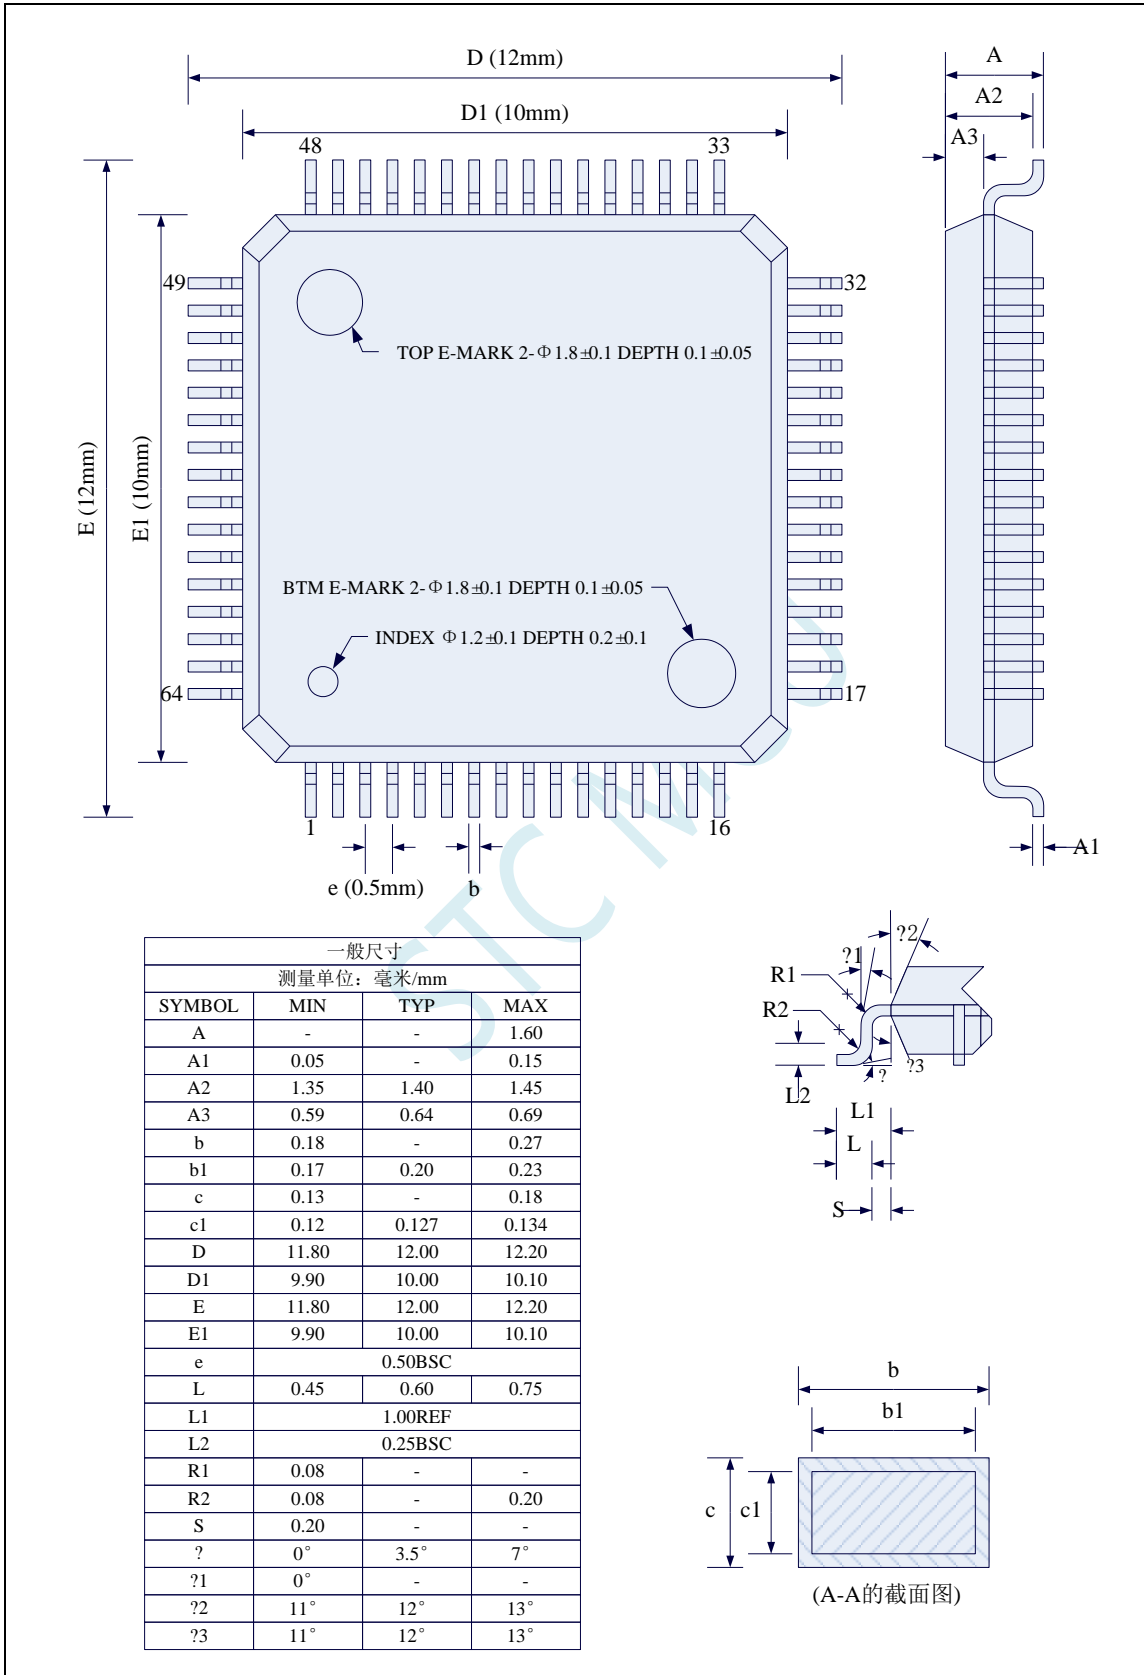 D (12mm)
D1 (10mm)
A
A2
A3
48
33
49
32
TOP E-MARK 2-Φ1.8±0.1 DEPTH 0.1±0.05
E (12mm)
E1 (10mm)
BTM E-MARK 2-Φ1.8±0.1 DEPTH 0.1±0.05
INDEX Φ1.2±0.1 DEPTH 0.2±0.1
64
17
1
16
A1
e (0.5mm)
b
STC MCU
一般尺寸
测量单位：毫米/mm
SYMBOL MIN TYP MAX
A - - 1.60
A1 0.05 - 0.15
A2 1.35 1.40 1.45
A3 0.59 0.64 0.69
b 0.18 - 0.27
b1 0.17 0.20 0.23
c 0.13 - 0.18
c1 0.12 0.127 0.134
D 11.80 12.00 12.20
D1 9.90 10.00 10.10
E 11.80 12.00 12.20
E1 9.90 10.00 10.10
e 0.50BSC
L 0.45 0.60 0.75
L1 1.00REF
L2 0.25BSC
R1 0.08 - -
R2 0.08 - 0.20
S 0.20 - -
? 0° 3.5° 7°
?1 0° - -
?2 11° 12° 13°
?3 11° 12° 13°
?2
?1
R1
R2
?3
?
L2
L1
L
S
b
b1
c
c1
(A-A的截面图)